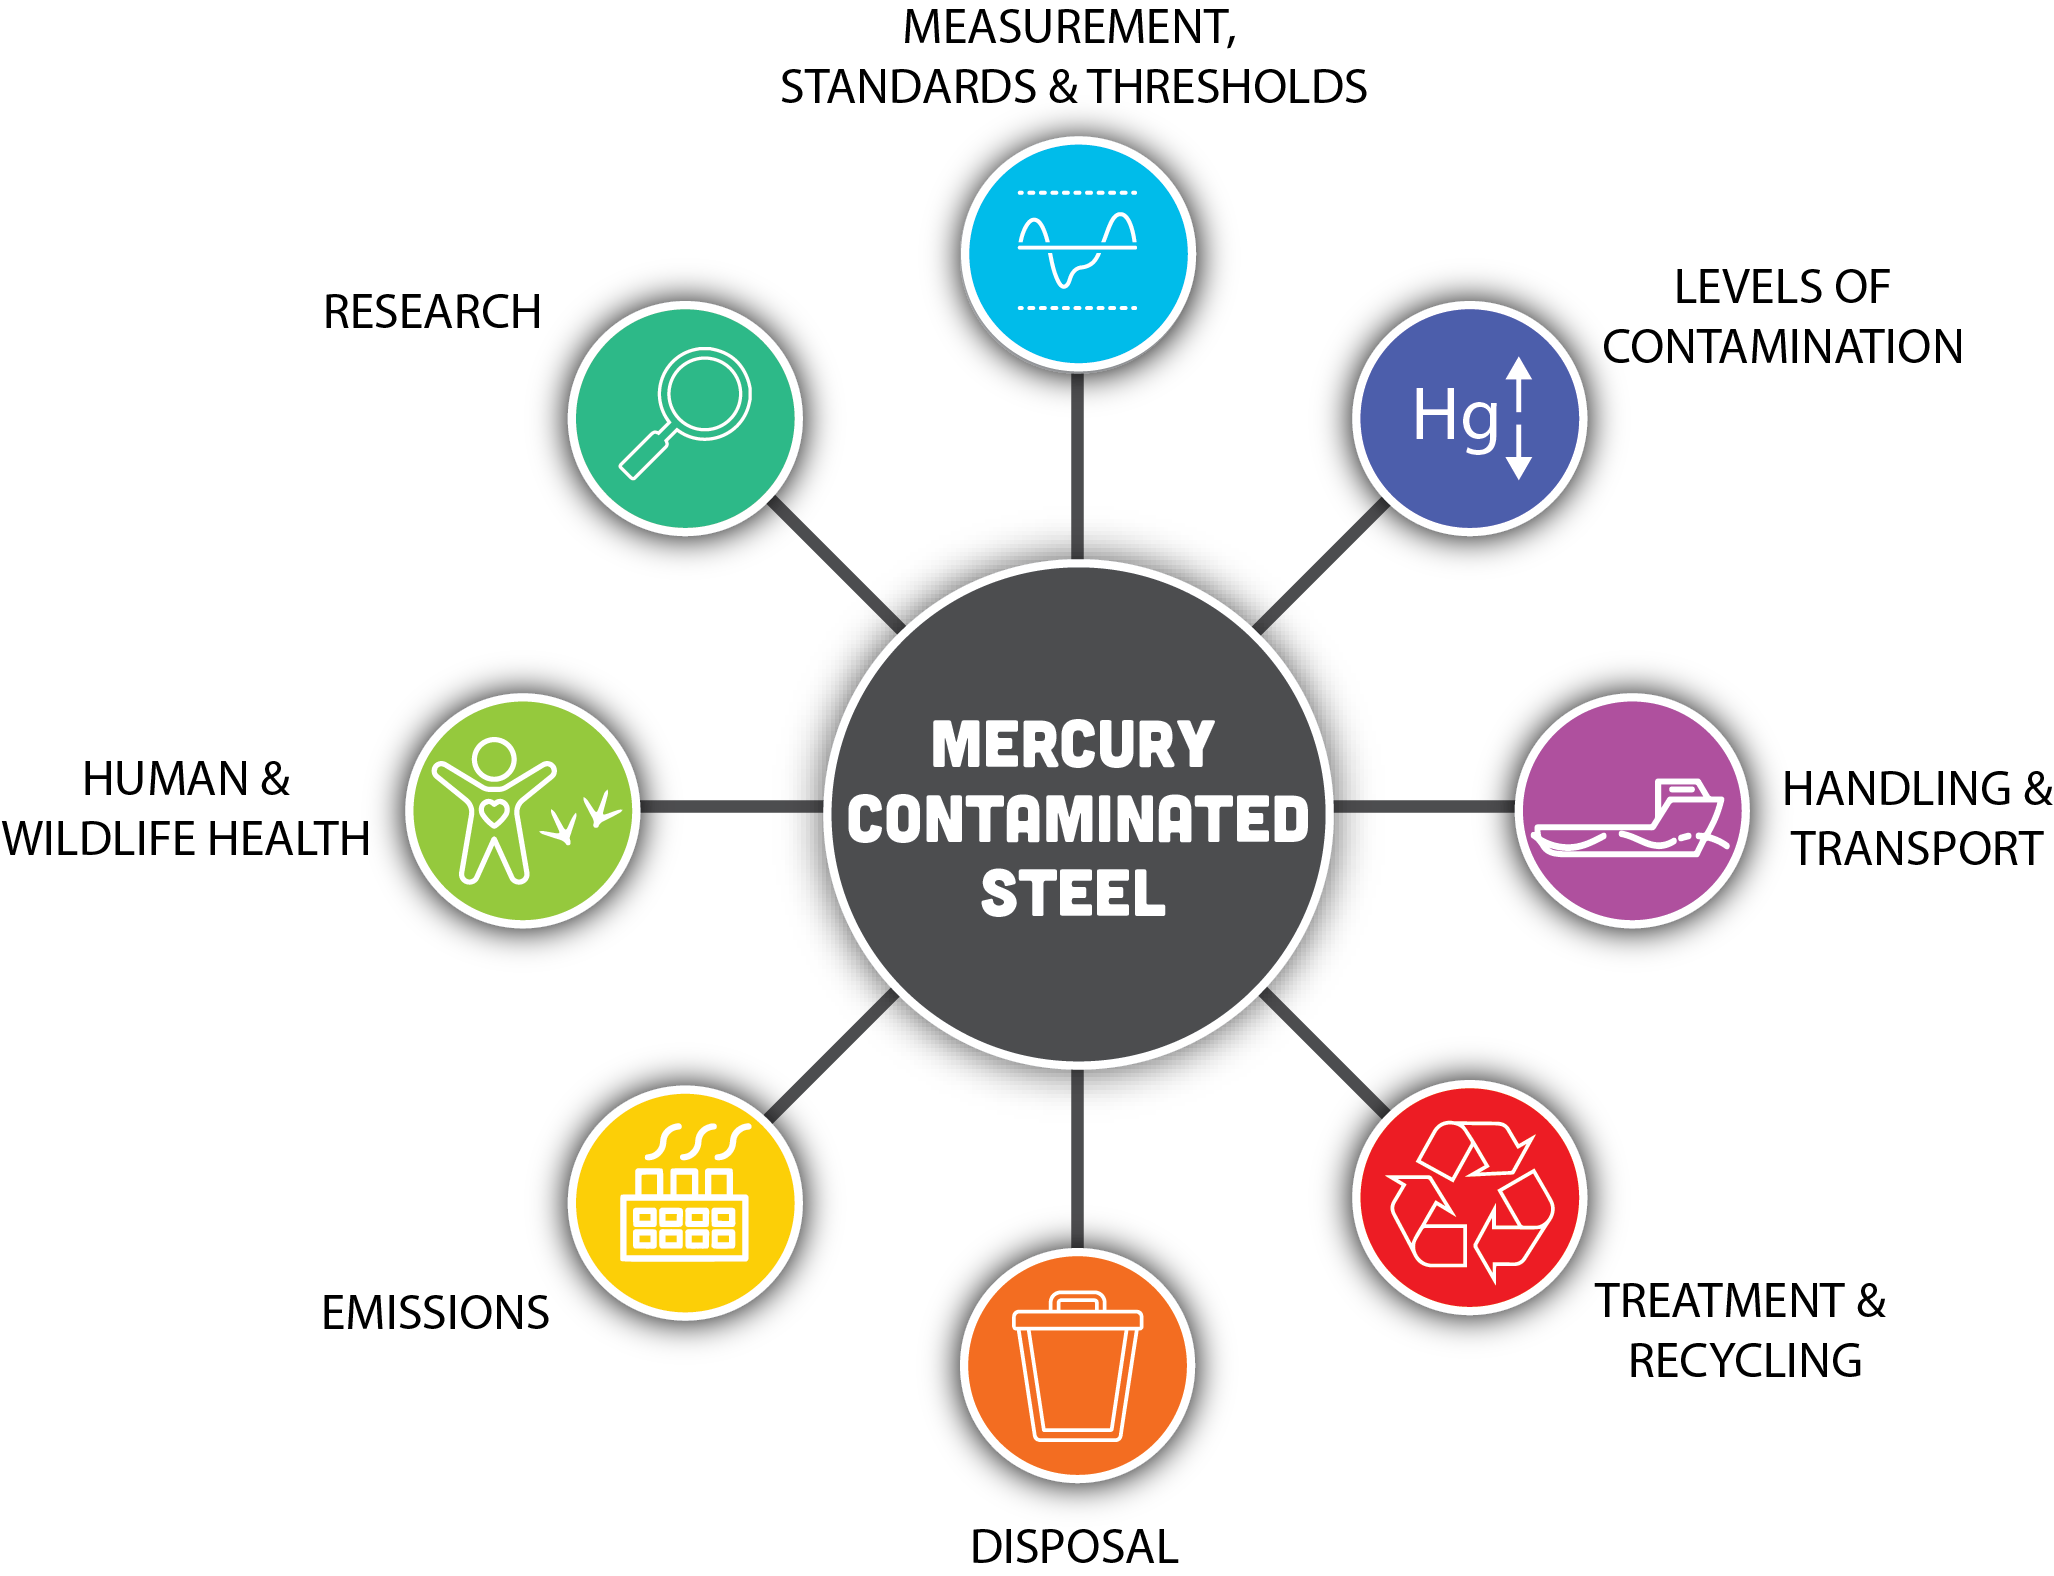 MEASUREMENT,
STANDARDS & THRESHOLDS
LEVELS OF
CONTAMINATION
Hg
HANDLING &
TRANSPORT
TREATMENT &
RECYCLING
DISPOSAL
EMISSIONS
HUMAN &
WILDLIFE HEALTH
RESEARCH
MERCURY
CONTAMINATED
STEEL